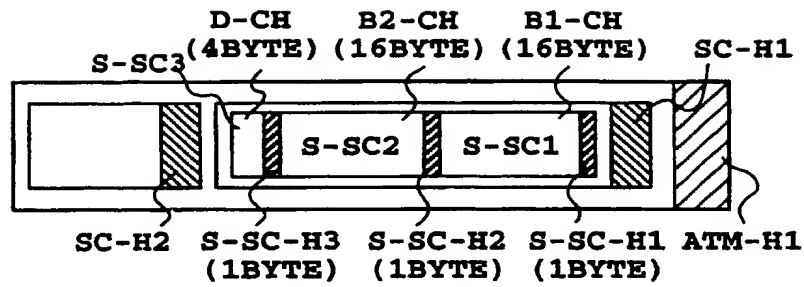 D-CH B2-CH B1-CH
(4BYTE) (16BYTE) (16BYTE) SC-H1
S-SC3
S-SC2 S-SC1
SC-H2 S-SC-H3 S-SC-H2 S-SC-H1 ATM-H1
(1BYTE) (1BYTE) (1BYTE)